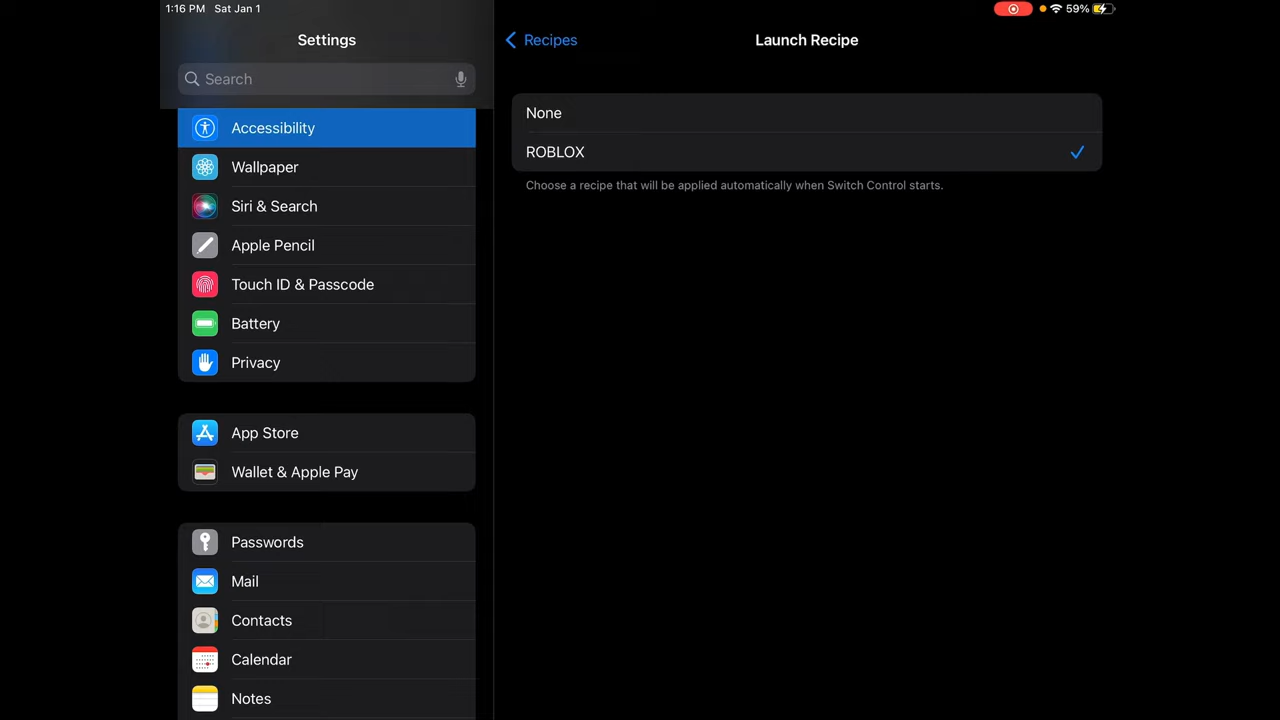 1:16 PM Sat Jan 1
59%
Settings
Search
Accessibility
Wallpaper
Siri & Search
Apple Pencil
Touch ID & Passcode
Battery
Privacy
App Store
Wallet & Apple Pay
Passwords
Mail
Contacts
Calendar
Notes
Recipes
Launch Recipe
None
ROBLOX
Choose a recipe that will be applied automatically when Switch Control starts.